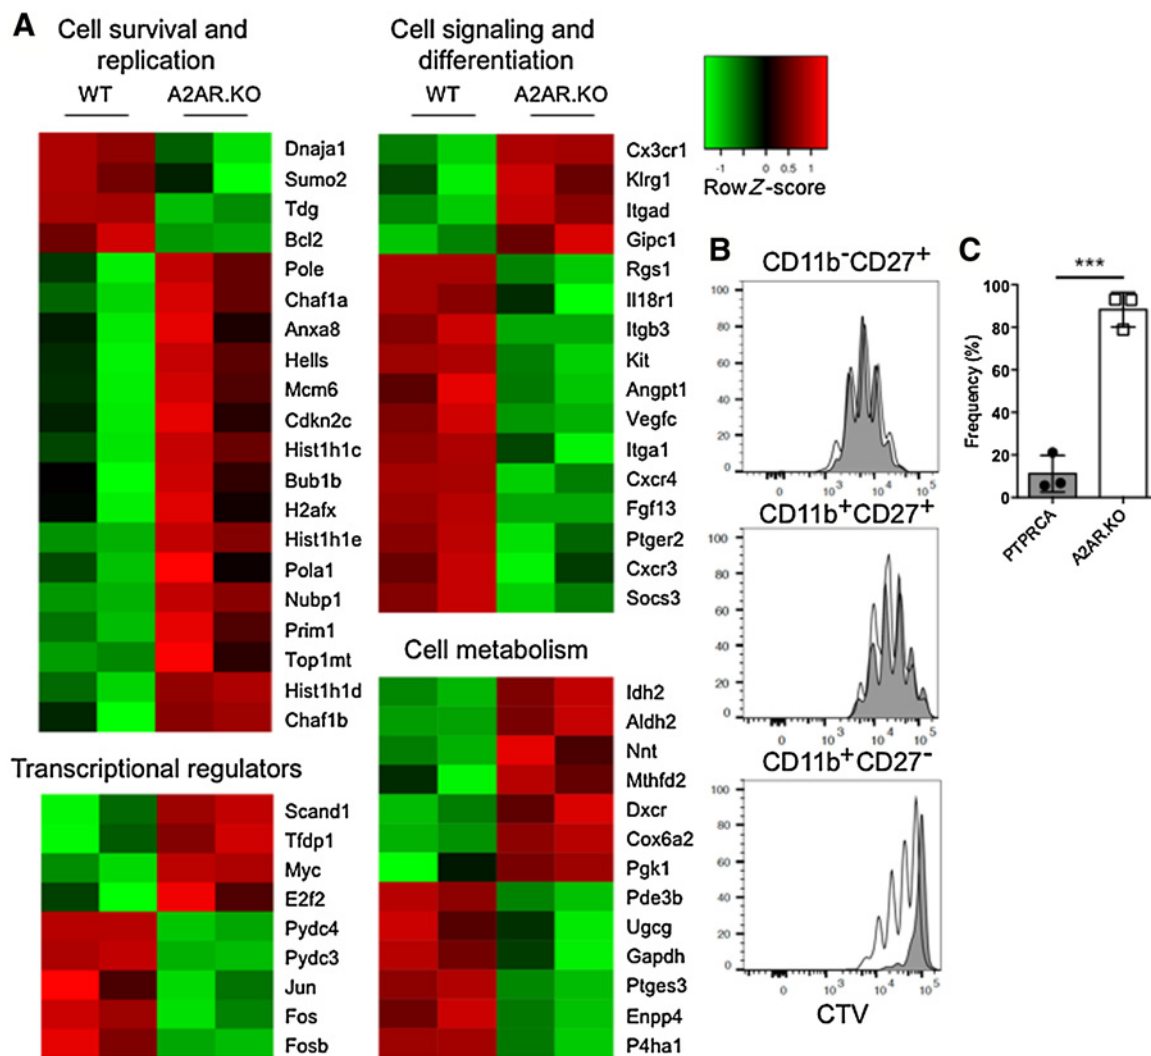 A
Cell survival and
replication
WT A2AR.KO
Dnaja1
Sumo2
Tdg
Bcl2
Pole
Chaf1a
Anxa8
Hells
Mcm6
Cdkn2c
Hist1h1c
Bub1b
H2afx
Hist1h1e
Pola1
Nubp1
Prim1
Top1mt
Hist1h1d
Chaf1b
Transcriptional regulators
Scand1
Tfdp1
Myc
E2f2
Pydc4
Pydc3
Jun
Fos
Fosb
Cell signaling and
differentiation
WT A2AR.KO
Cx3cr1
Klrg1
Itgad
Gipc1
Rgs1
Il18r1
Itgb3
Kit
Angpt1
Vegfc
Itga1
Cxcr4
Fgf13
Ptger2
Cxcr3
Socs3
Cell metabolism
Idh2
Aldh2
Nnt
Mthfd2
Dxcr
Cox6a2
Pgk1
Pde3b
Ugcg
Gapdh
Ptges3
Enpp4
P4ha1
-1 0 0.5 1
Row Z-score
B
CD11b⁻CD27⁺
100
80
60
40
20
0
0 10³ 10⁴ 10⁵
CD11b⁺CD27⁺
100
80
60
40
20
0
0 10³ 10⁴ 10⁵
CD11b⁺CD27⁻
100
80
60
40
20
0
0 10³ 10⁴ 10⁵
CTV
C
***
Frequency (%)
100
80
60
40
20
0
PTPRCA
A2AR.KO